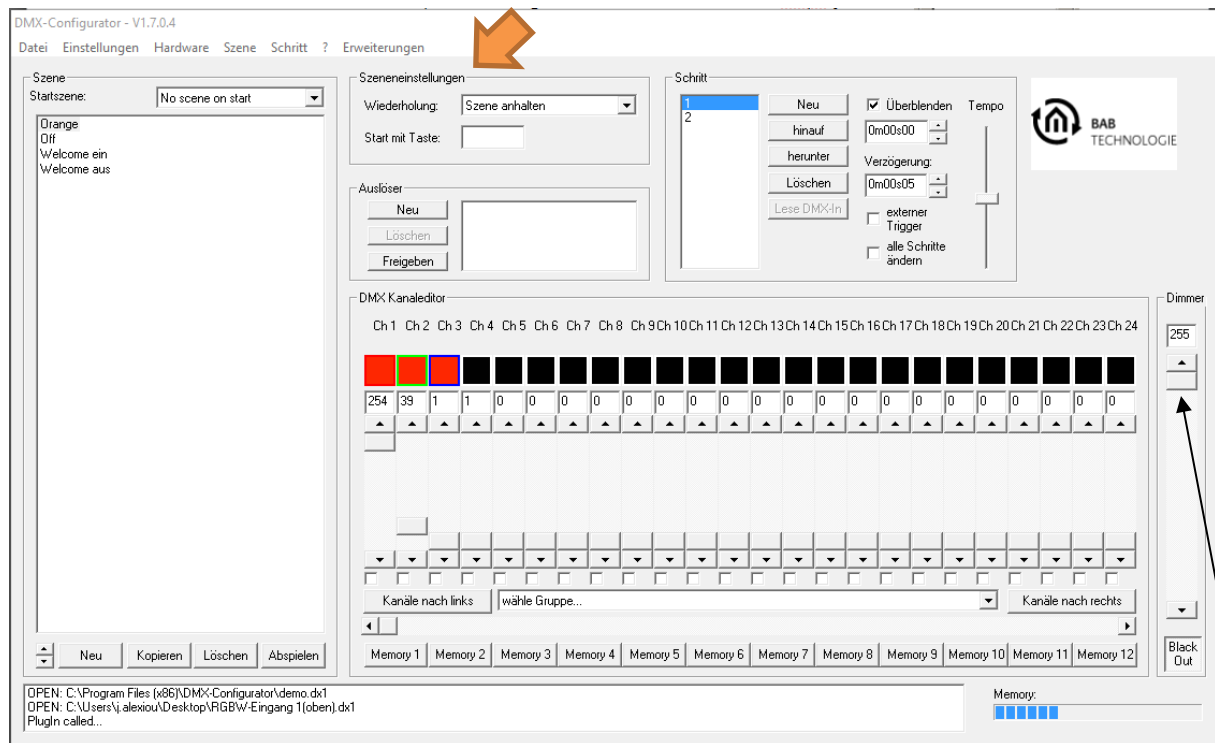 DMX-Configurator - V1.7.0.4
Datei Einstellungen Hardware Szene Schritt ? Erweiterungen
Szene
Startszene: No scene on start
Orange
Off
Welcome ein
Welcome aus
Neu Kopieren Löschen Abspielen
Szeneneinstellungen
Wiederholung: Szene anhalten
Start mit Taste:
Auslöser
Neu
Löschen
Freigeben
Schritt
1
2
Neu
hinauf
herunter
Löschen
Lese DMX-In
Überblenden
0m00s00
Verzögerung:
0m00s05
externer
Trigger
alle Schritte
ändern
Tempo
BAB
TECHNOLOGIE
DMX Kanaleditor
Ch 1 Ch 2 Ch 3 Ch 4 Ch 5 Ch 6 Ch 7 Ch 8 Ch 9 Ch 10 Ch 11 Ch 12 Ch 13 Ch 14 Ch 15 Ch 16 Ch 17 Ch 18 Ch 19 Ch 20 Ch 21 Ch 22 Ch 23 Ch 24
254 39 1 1 0 0 0 0 0 0 0 0 0 0 0 0 0 0 0 0 0 0 0 0
Kanäle nach links wähle Gruppe... Kanäle nach rechts
Memory 1 Memory 2 Memory 3 Memory 4 Memory 5 Memory 6 Memory 7 Memory 8 Memory 9 Memory 10 Memory 11 Memory 12
Dimmer
255
Black
Out
OPEN: C:\Program Files (x86)\DMX-Configurator\demo.dx1
OPEN: C:\Users\j.alexiou\Desktop\RGBW-Eingang 1(oben).dx1
PlugIn called...
Memory: